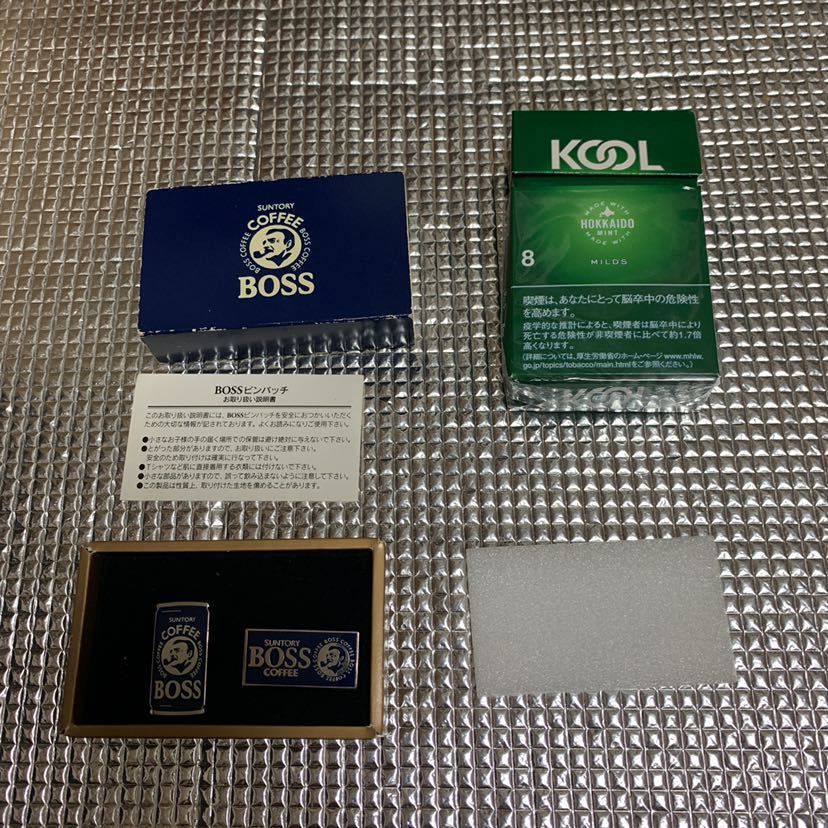 SUNTORY
COFFEE
BOSS COFFEE BOSS COFFEE
BOSS
KOOL
MADE WITH
HOKKAIDO
MINT
MADE WITH
8
MILDS
喫煙は、あなたにとって脳卒中の危険性
を高めます。
疫学的な推計によると、喫煙者は脳卒中により
死亡する危険性が非喫煙者に比べて約1.7倍
高くなります。
(詳細については、厚生労働省のホーム・ページ www.mhlw.
go.jp/topics/tobacco/main.htmlをご参照ください。)
KOOL
BOSSピンバッチ
お取り扱い説明書
このお取り扱い説明書には、BOSSピンバッチを安全におつかいいただく
ための大切な情報が記されております。よくお読みになりご使用下さい。
●小さなお子様の手の届く場所での保管は避け絶対に与えないで下さい。
●とがった部分がありますので、お取り扱いにご注意下さい。
安全のため取り付けは確実に行なって下さい。
●Tシャツなど肌に直接着用する衣類には付けないで下さい。
●小さな部品がありますので、誤って飲み込まないように注意して下さい。
●この製品は性質上、取り付けた生地を傷めることがあります。
SUNTORY
COFFEE
BOSS COFFEE BOSS COFFEE
BOSS
SUNTORY
BOSS
COFFEE
BOSS COFFEE BOSS COFFEE